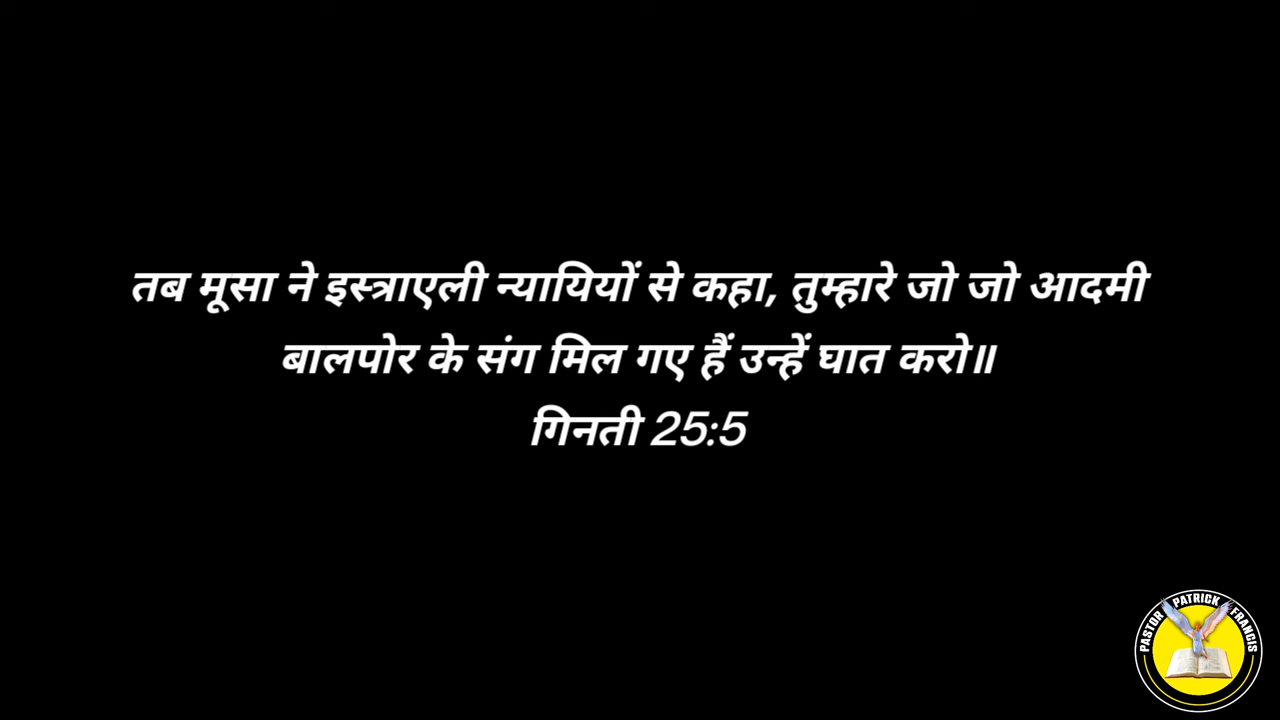 तब मूसा ने इस्त्राएली न्यायियों से कहा, तुम्हारे जो जो आदमी
बालपोर के संग मिल गए हैं उन्हें घात करो॥
गिनती 25:5
PASTOR PATRICK FRANCIS